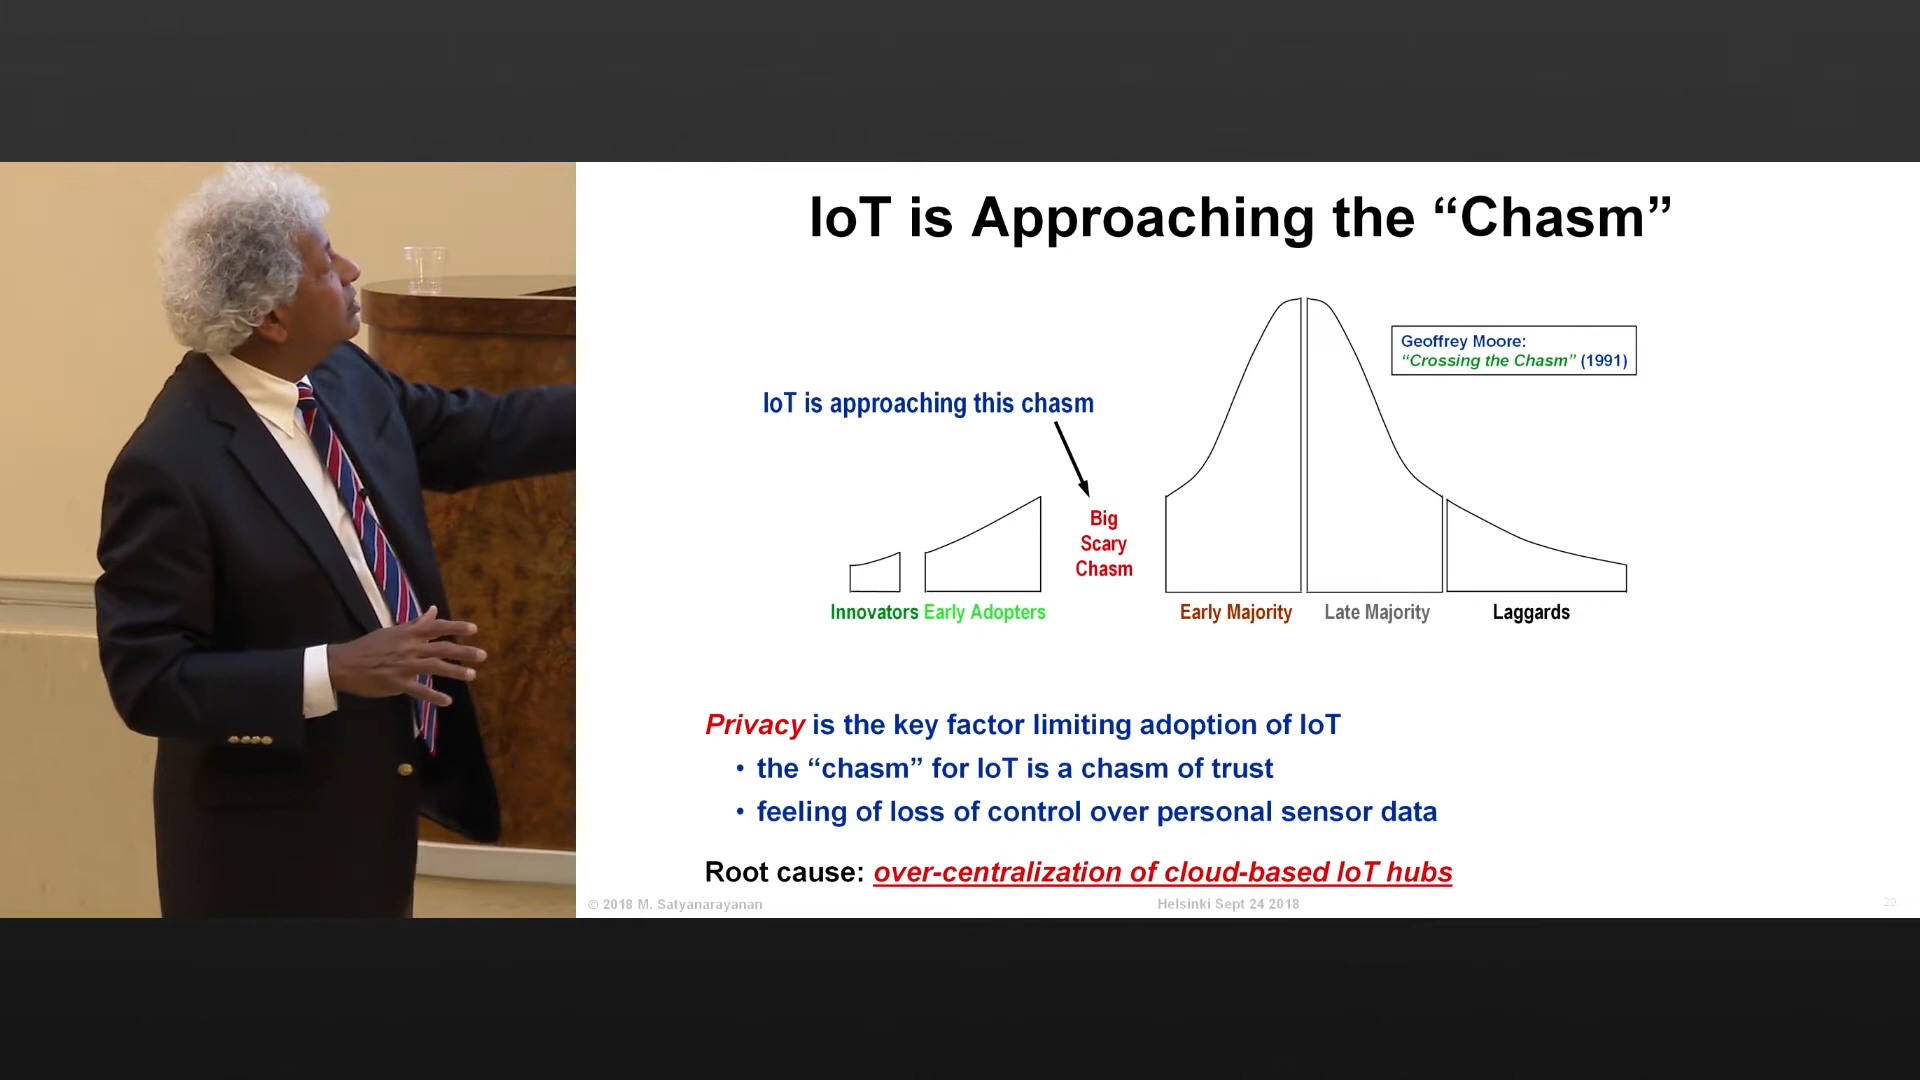 IoT is Approaching the “Chasm”
Geoffrey Moore:
“Crossing the Chasm” (1991)
IoT is approaching this chasm
Big
Scary
Chasm
Innovators Early Adopters Early Majority Late Majority Laggards
Privacy is the key factor limiting adoption of IoT
• the “chasm” for IoT is a chasm of trust
• feeling of loss of control over personal sensor data
Root cause: over-centralization of cloud-based IoT hubs
© 2018 M. Satyanarayanan Helsinki Sept 24 2018 29